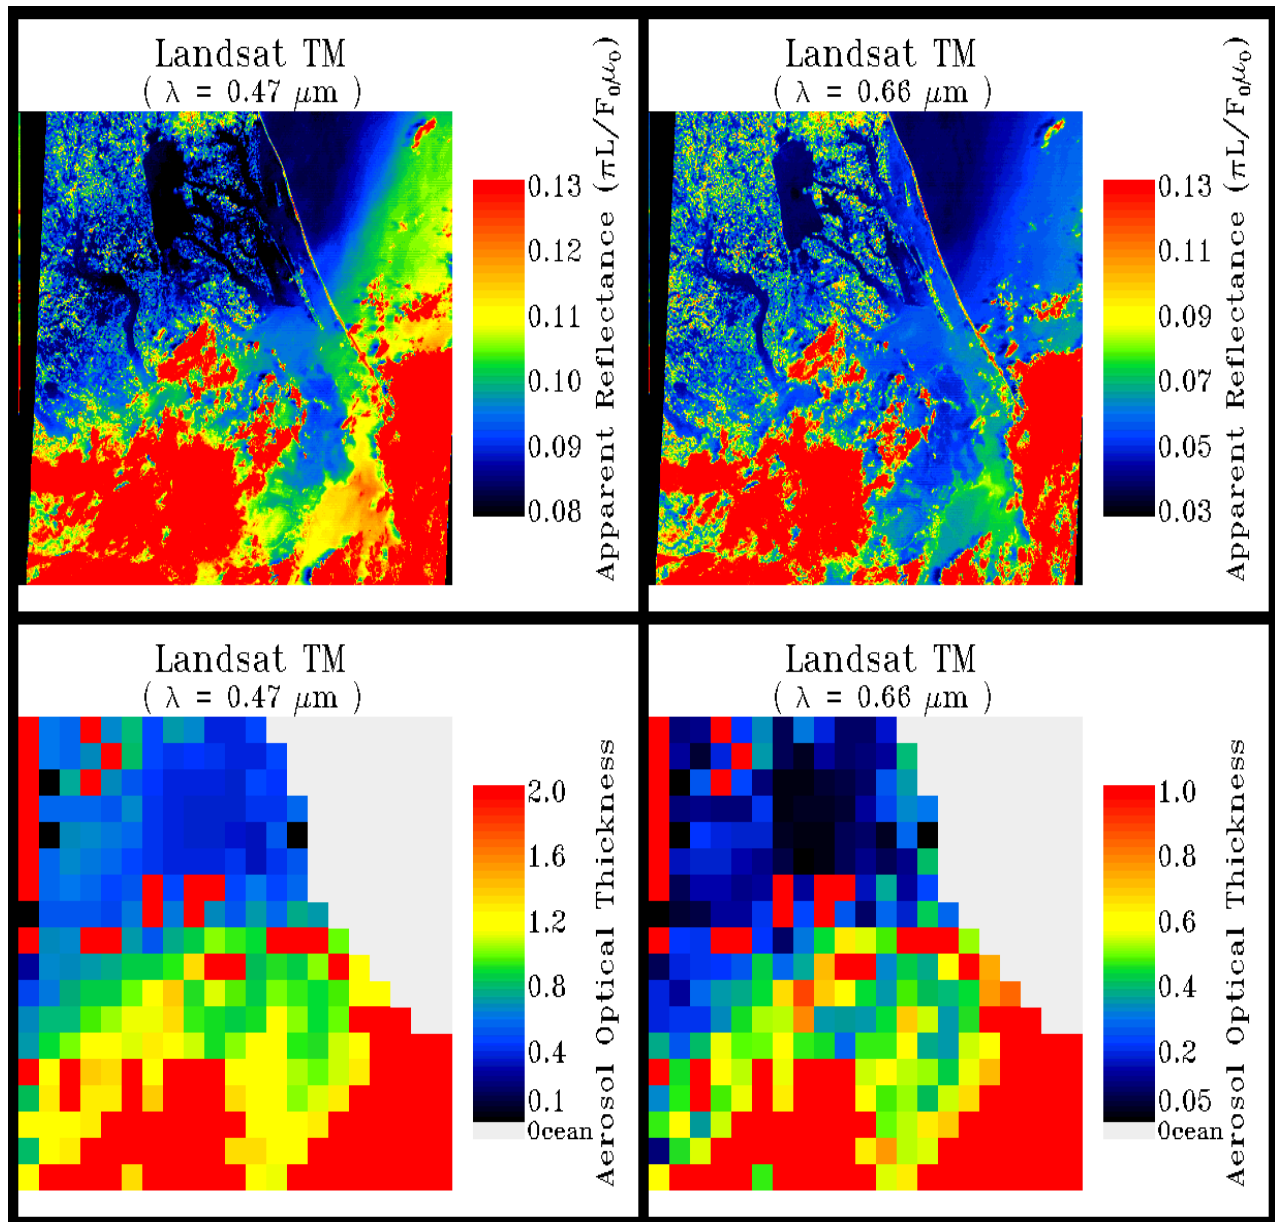 Landsat TM
( λ = 0.47 μm )
0.13
0.12
0.11
0.10
0.09
0.08
Apparent Reflectance (πL/F₀μ₀)
Landsat TM
( λ = 0.66 μm )
0.13
0.11
0.09
0.07
0.05
0.03
Apparent Reflectance (πL/F₀μ₀)
Landsat TM
( λ = 0.47 μm )
2.0
1.6
1.2
0.8
0.4
0.1
Ocean
Aerosol Optical Thickness
Landsat TM
( λ = 0.66 μm )
1.0
0.8
0.6
0.4
0.2
0.05
Ocean
Aerosol Optical Thickness